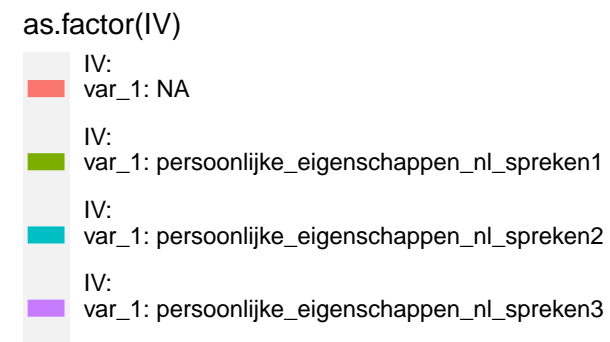 as.factor(IV)
IV:
var_1: NA
IV:
var_1: persoonlijke_eigenschappen_nl_spreken1
IV:
var_1: persoonlijke_eigenschappen_nl_spreken2
IV:
var_1: persoonlijke_eigenschappen_nl_spreken3